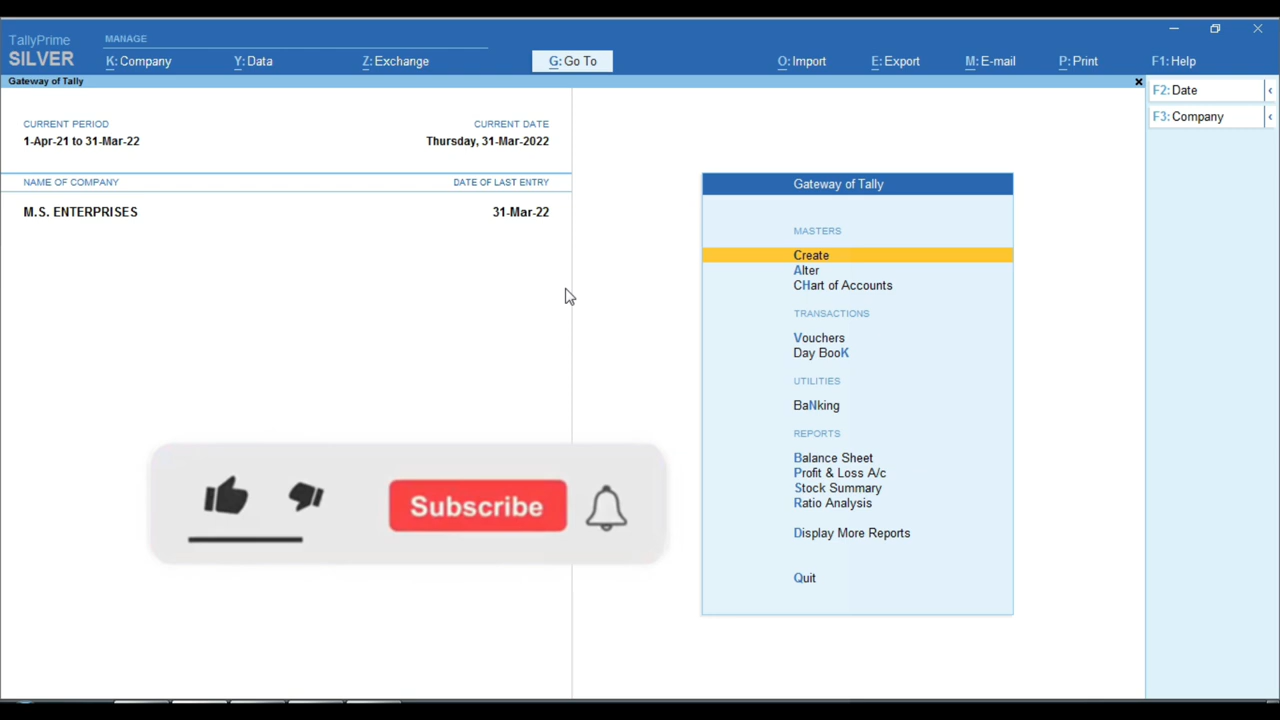 TallyPrime
SILVER
MANAGE
K: Company
Y: Data
Z: Exchange
G: Go To
O: Import
E: Export
M: E-mail
P: Print
F1: Help
Gateway of Tally
F2: Date
F3: Company
CURRENT PERIOD
CURRENT DATE
1-Apr-21 to 31-Mar-22
Thursday, 31-Mar-2022
NAME OF COMPANY
DATE OF LAST ENTRY
M.S. ENTERPRISES
31-Mar-22
Gateway of Tally
MASTERS
Create
Alter
CHart of Accounts
TRANSACTIONS
Vouchers
Day BooK
UTILITIES
BaNking
REPORTS
Balance Sheet
Profit & Loss A/c
Stock Summary
Ratio Analysis
Display More Reports
Quit
Subscribe